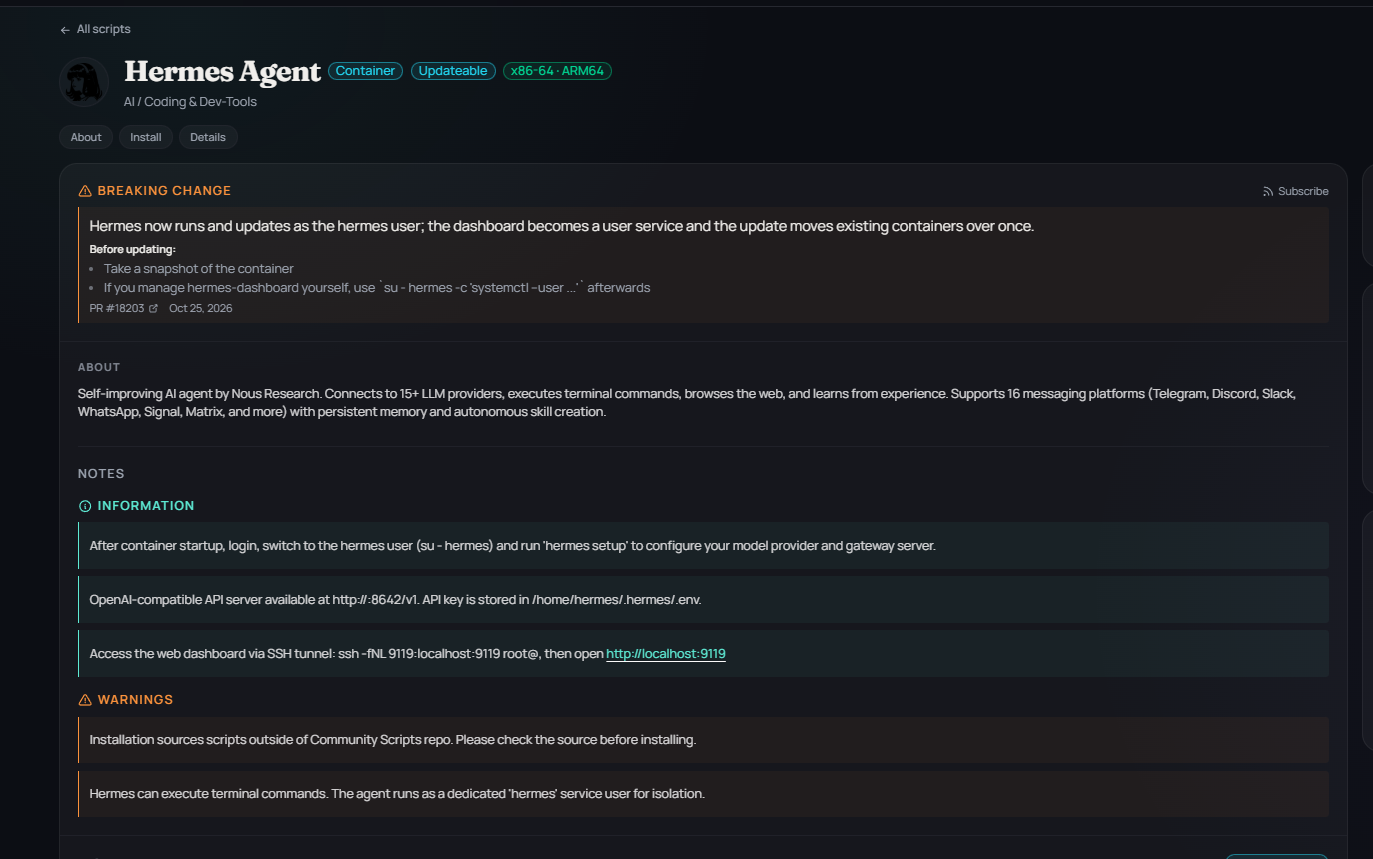 ← All scripts
Hermes Agent Container Updateable x86-64 · ARM64
AI / Coding & Dev-Tools
About Install Details
BREAKING CHANGE Subscribe
Hermes now runs and updates as the hermes user; the dashboard becomes a user service and the update moves existing containers over once.
Before updating:
• Take a snapshot of the container
• If you manage hermes-dashboard yourself, use `su - hermes -c 'systemctl –user ...'` afterwards
PR #18203 Oct 25, 2026
ABOUT
Self-improving AI agent by Nous Research. Connects to 15+ LLM providers, executes terminal commands, browses the web, and learns from experience. Supports 16 messaging platforms (Telegram, Discord, Slack,
WhatsApp, Signal, Matrix, and more) with persistent memory and autonomous skill creation.
NOTES
INFORMATION
After container startup, login, switch to the hermes user (su - hermes) and run 'hermes setup' to configure your model provider and gateway server.
OpenAI-compatible API server available at http://:8642/v1. API key is stored in /home/hermes/.hermes/.env.
Access the web dashboard via SSH tunnel: ssh -fNL 9119:localhost:9119 root@, then open http://localhost:9119
WARNINGS
Installation sources scripts outside of Community Scripts repo. Please check the source before installing.
Hermes can execute terminal commands. The agent runs as a dedicated 'hermes' service user for isolation.